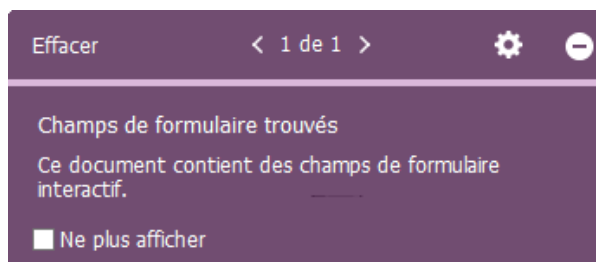 Effacer < 1 de 1 >
Champs de formulaire trouvés
Ce document contient des champs de formulaire
interactif.
Ne plus afficher